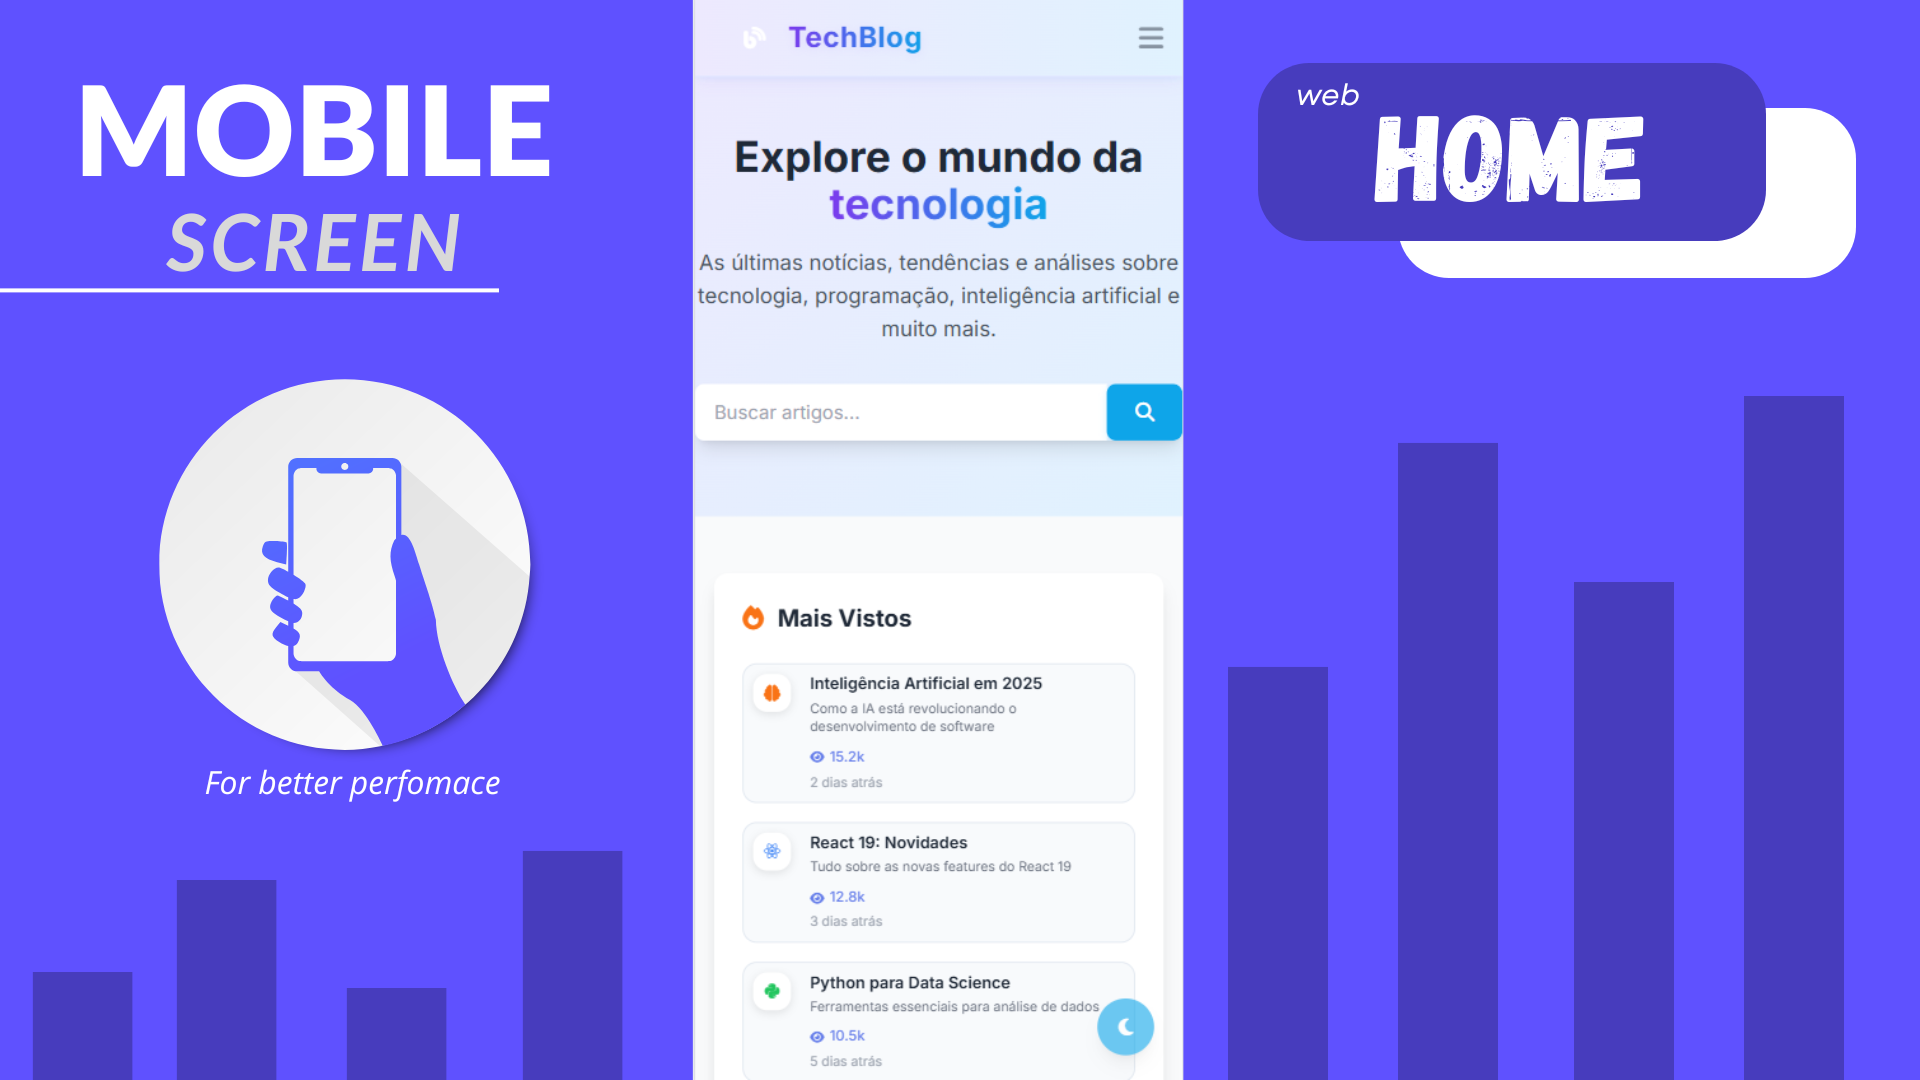 MOBILE
SCREEN
For better perfomace
TechBlog
Explore o mundo da
tecnologia
As últimas notícias, tendências e análises sobre
tecnologia, programação, inteligência artificial e
muito mais.
Buscar artigos...
Mais Vistos
Inteligência Artificial em 2025
Como a IA está revolucionando o
desenvolvimento de software
15.2k
2 dias atrás
React 19: Novidades
Tudo sobre as novas features do React 19
12.8k
3 dias atrás
Python para Data Science
Ferramentas essenciais para análise de dados
10.5k
5 dias atrás
web
HOME